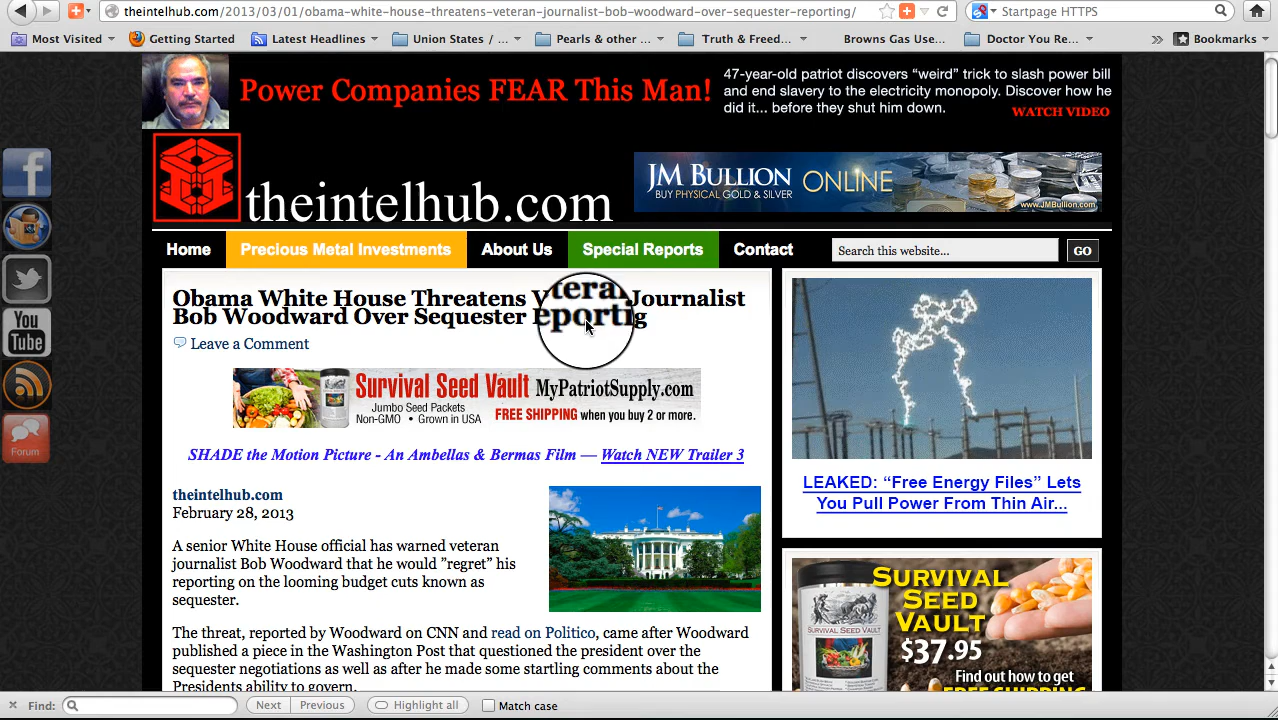 theintelhub.com/2013/03/01/obama-white-house-threatens-veteran-journalist-bob-woodward-over-sequester-reporting/
Startpage HTTPS
Most Visited
Getting Started
Latest Headlines
Union States / ...
Pearls & other ...
Truth & Freed...
Browns Gas Use...
Doctor You Re...
Bookmarks
Power Companies FEAR This Man!
47-year-old patriot discovers “weird” trick to slash power bill
and end slavery to the electricity monopoly. Discover how he
did it... before they shut him down.
WATCH VIDEO
theintelhub.com
JM BULLION ONLINE
BUY PHYSICAL GOLD & SILVER
www.JMBullion.com
Home
Precious Metal Investments
About Us
Special Reports
Contact
Search this website...
GO
Obama White House Threatens V teran Journalist
Bob Woodward Over Sequester Reporting
Leave a Comment
Survival Seed Vault MyPatriotSupply.com
Jumbo Seed Packets
Non-GMO • Grown in USA
FREE SHIPPING when you buy 2 or more.
SHADE the Motion Picture - An Ambellas & Bermas Film — Watch NEW Trailer 3
theintelhub.com
February 28, 2013
A senior White House official has warned veteran
journalist Bob Woodward that he would ”regret” his
reporting on the looming budget cuts known as
sequester.
The threat, reported by Woodward on CNN and read on Politico, came after Woodward
published a piece in the Washington Post that questioned the president over the
sequester negotiations as well as after he made some startling comments about the
Presidents ability to govern.
LEAKED: “Free Energy Files” Lets
You Pull Power From Thin Air...
SURVIVAL
SEED
VAULT
$37.95
Find out how to get
FREE SHIPPING
You
Tube
Forum
Find:
Next
Previous
Highlight all
Match case